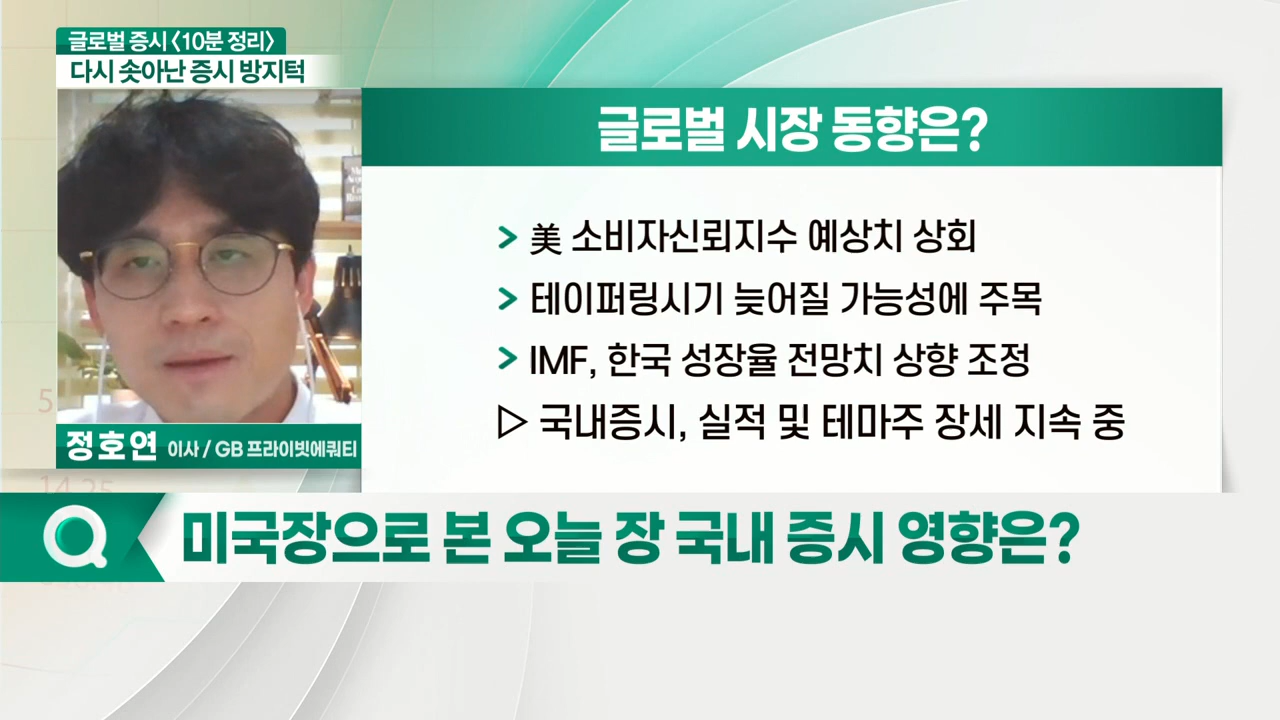 글로벌 증시 〈10분 정리〉
다시 솟아난 증시 방지턱
글로벌 시장 동향은?
> 美 소비자신뢰지수 예상치 상회
> 테이퍼링시기 늦어질 가능성에 주목
> IMF, 한국 성장율 전망치 상향 조정
▷ 국내증시, 실적 및 테마주 장세 지속 중
정호연 이사 / GB 프라이빗에쿼티
미국장으로 본 오늘 장 국내 증시 영향은?